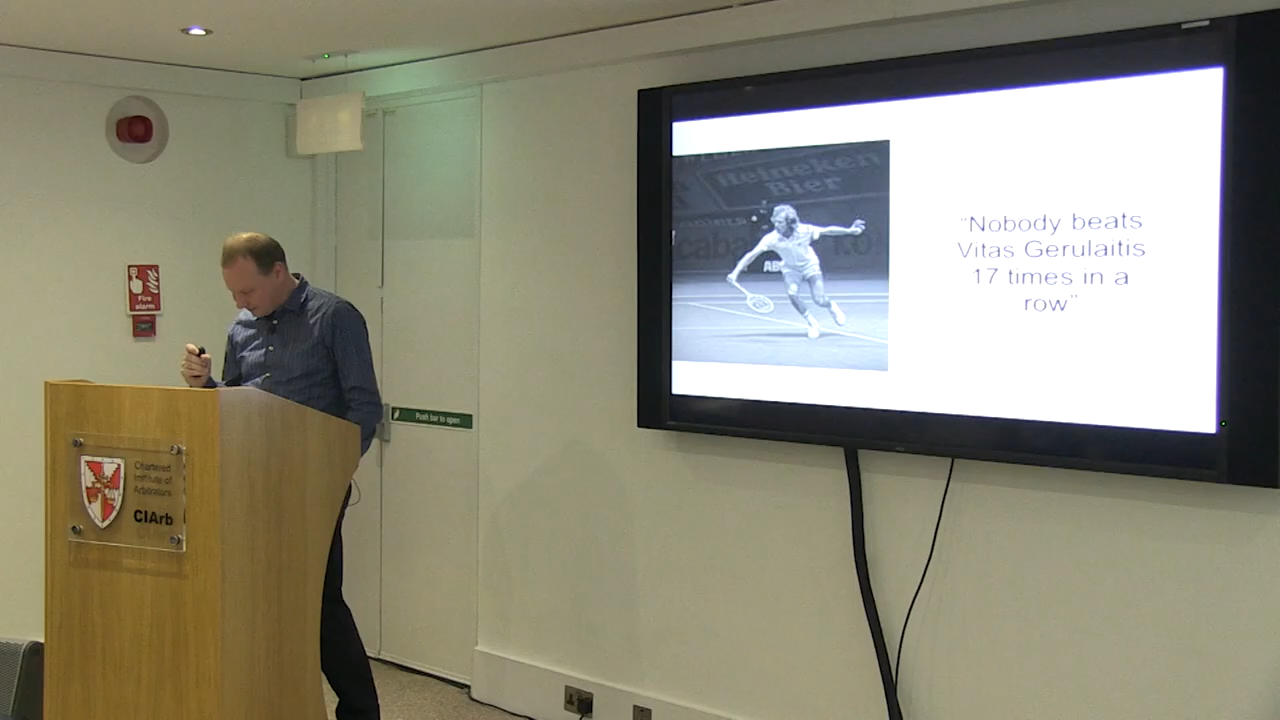 Fire
alarm
Push bar to open
Chartered
Institute of
Arbitrators
CIArb
Heineken
Bier
"Nobody beats
Vitas Gerulaitis
17 times in a
row"